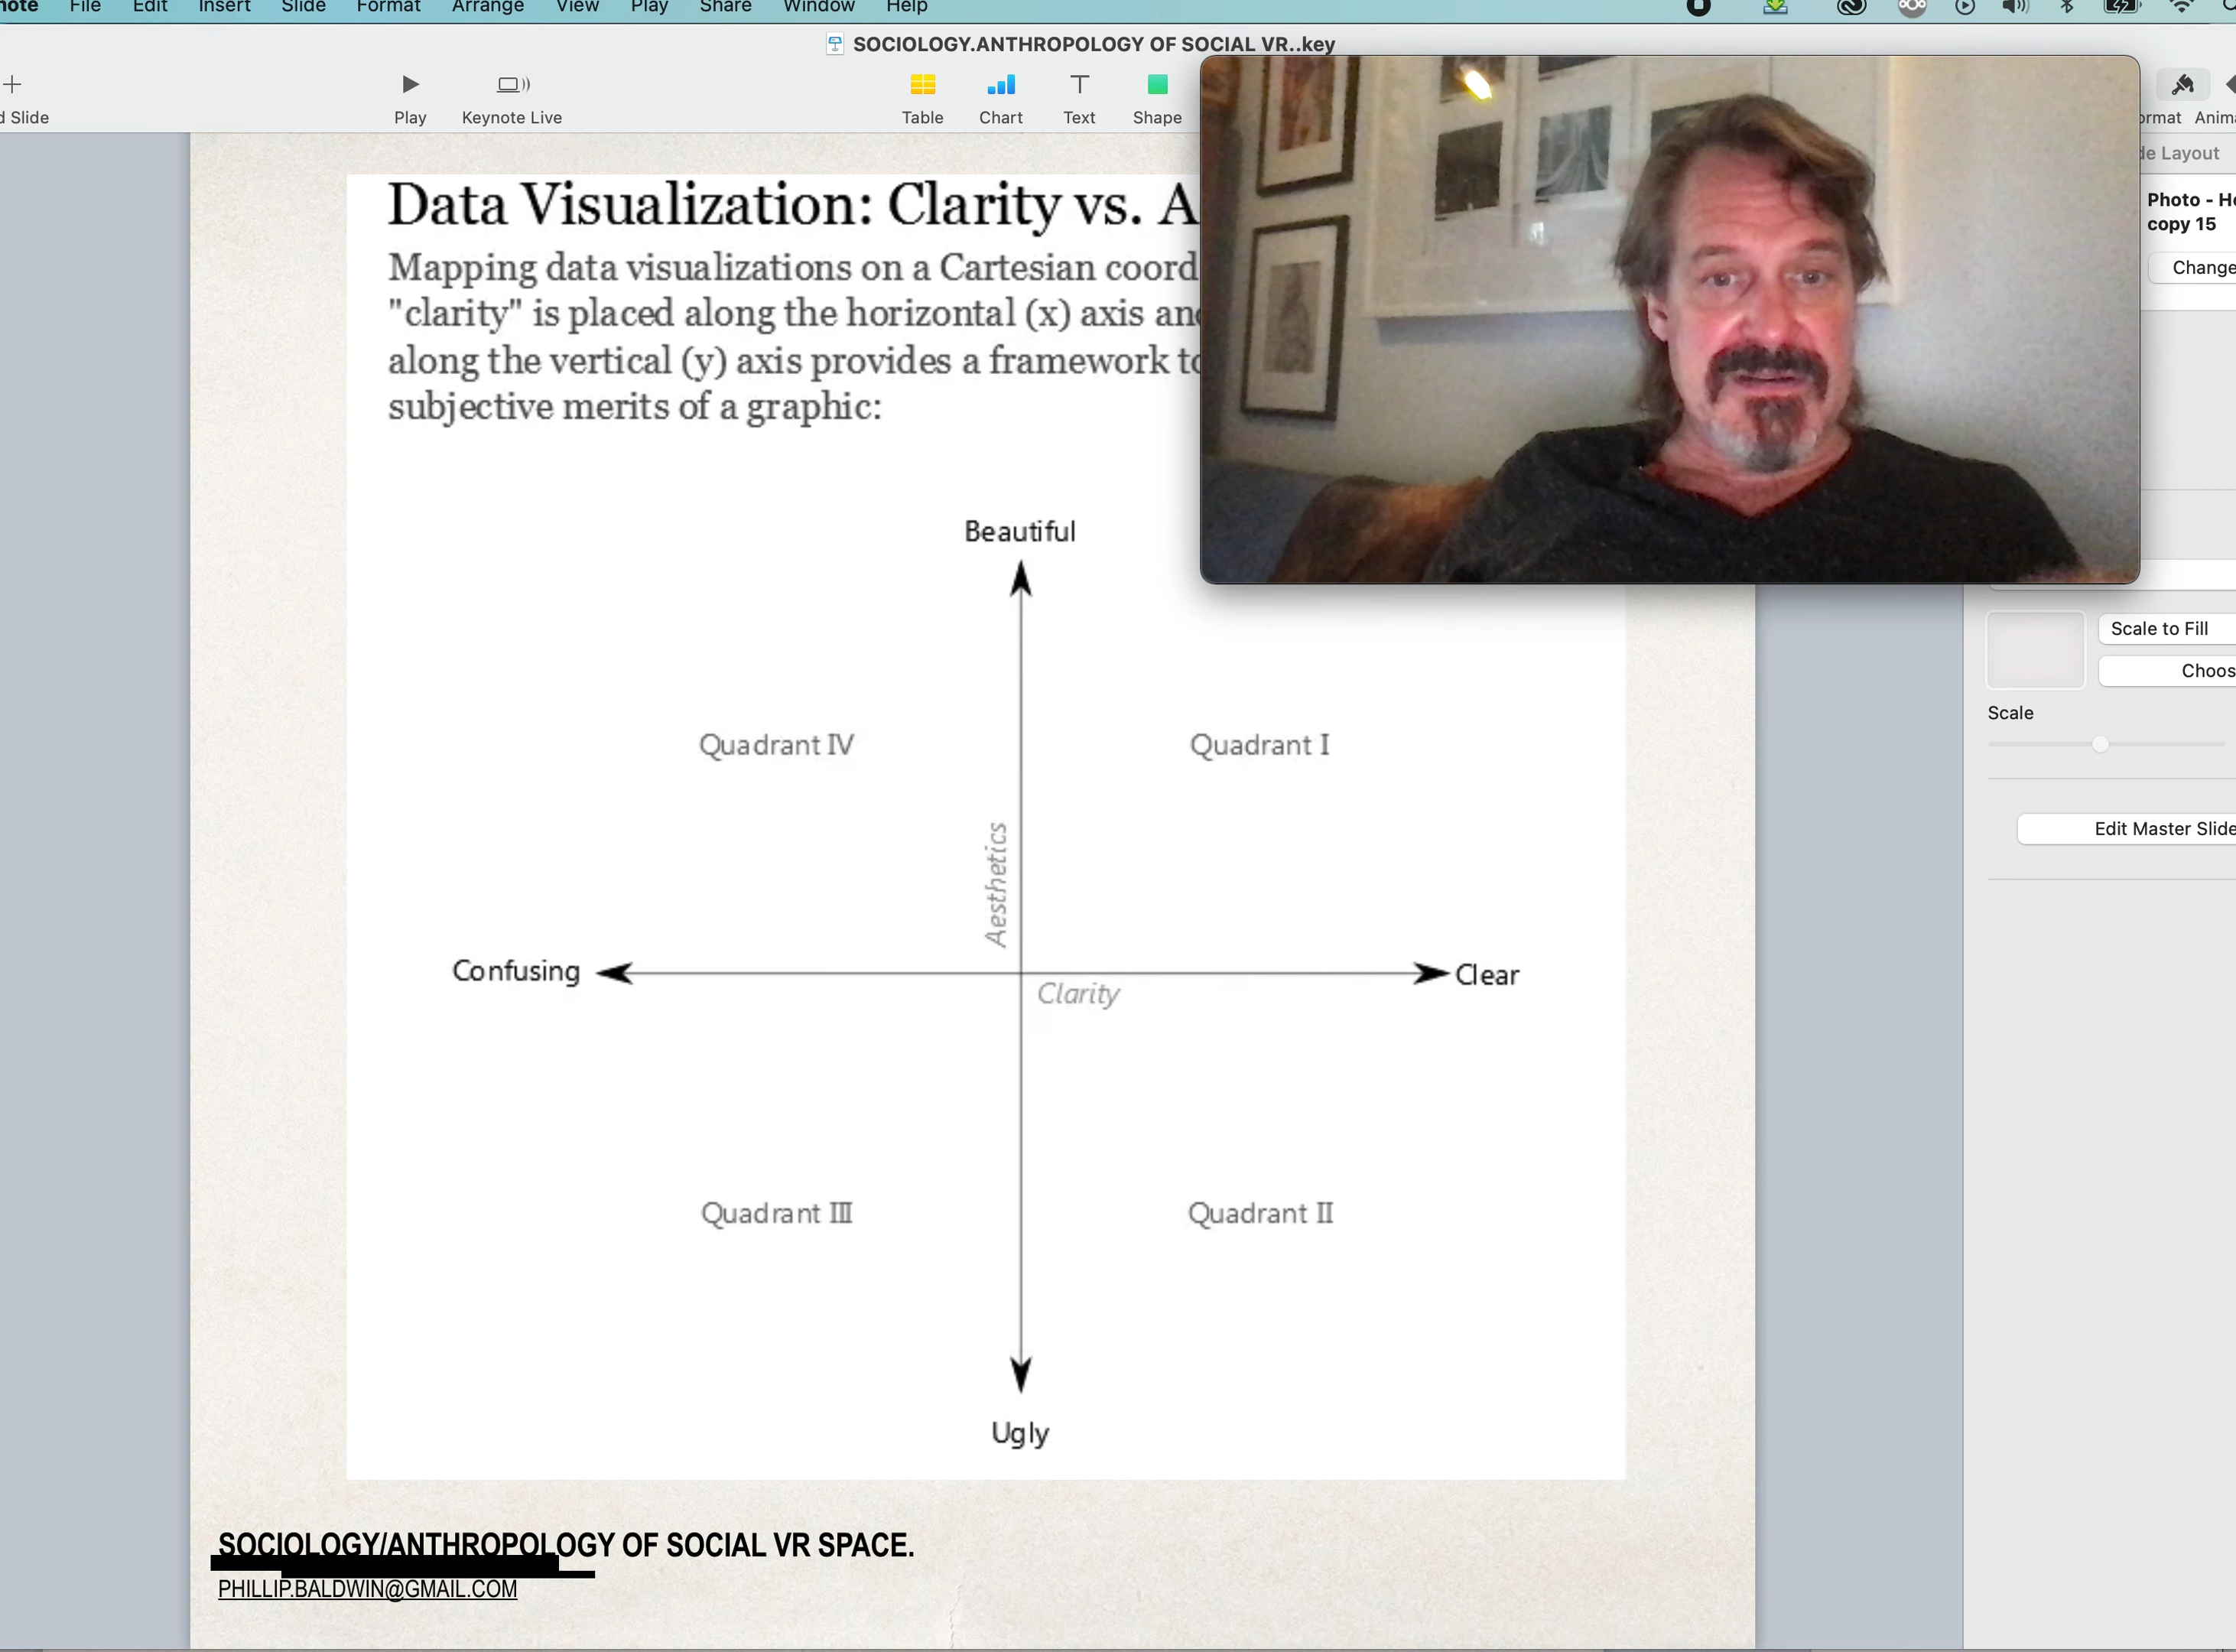 File Edit Insert Slide Format Arrange View Play Share Window Help
SOCIOLOGY.ANTHROPOLOGY OF SOCIAL VR..key
Slide
Play
Keynote Live
Table
Chart
Text
Shape
Layout
Photo -
copy 15
Change
Data Visualization: Clarity vs.
Mapping data visualizations on a Cartesian
"clarity" is placed along the horizontal (x) axis
along the vertical (y) axis provides a framework
subjective merits of a graphic:
Beautiful
Quadrant IV
Quadrant I
Aesthetics
Confusing
Clear
Clarity
Quadrant III
Quadrant II
Ugly
Scale to Fill
Scale
Edit Master Slide
SOCIOLOGY/ANTHROPOLOGY OF SOCIAL VR SPACE.
PHILLIP.BALDWIN@GMAIL.COM